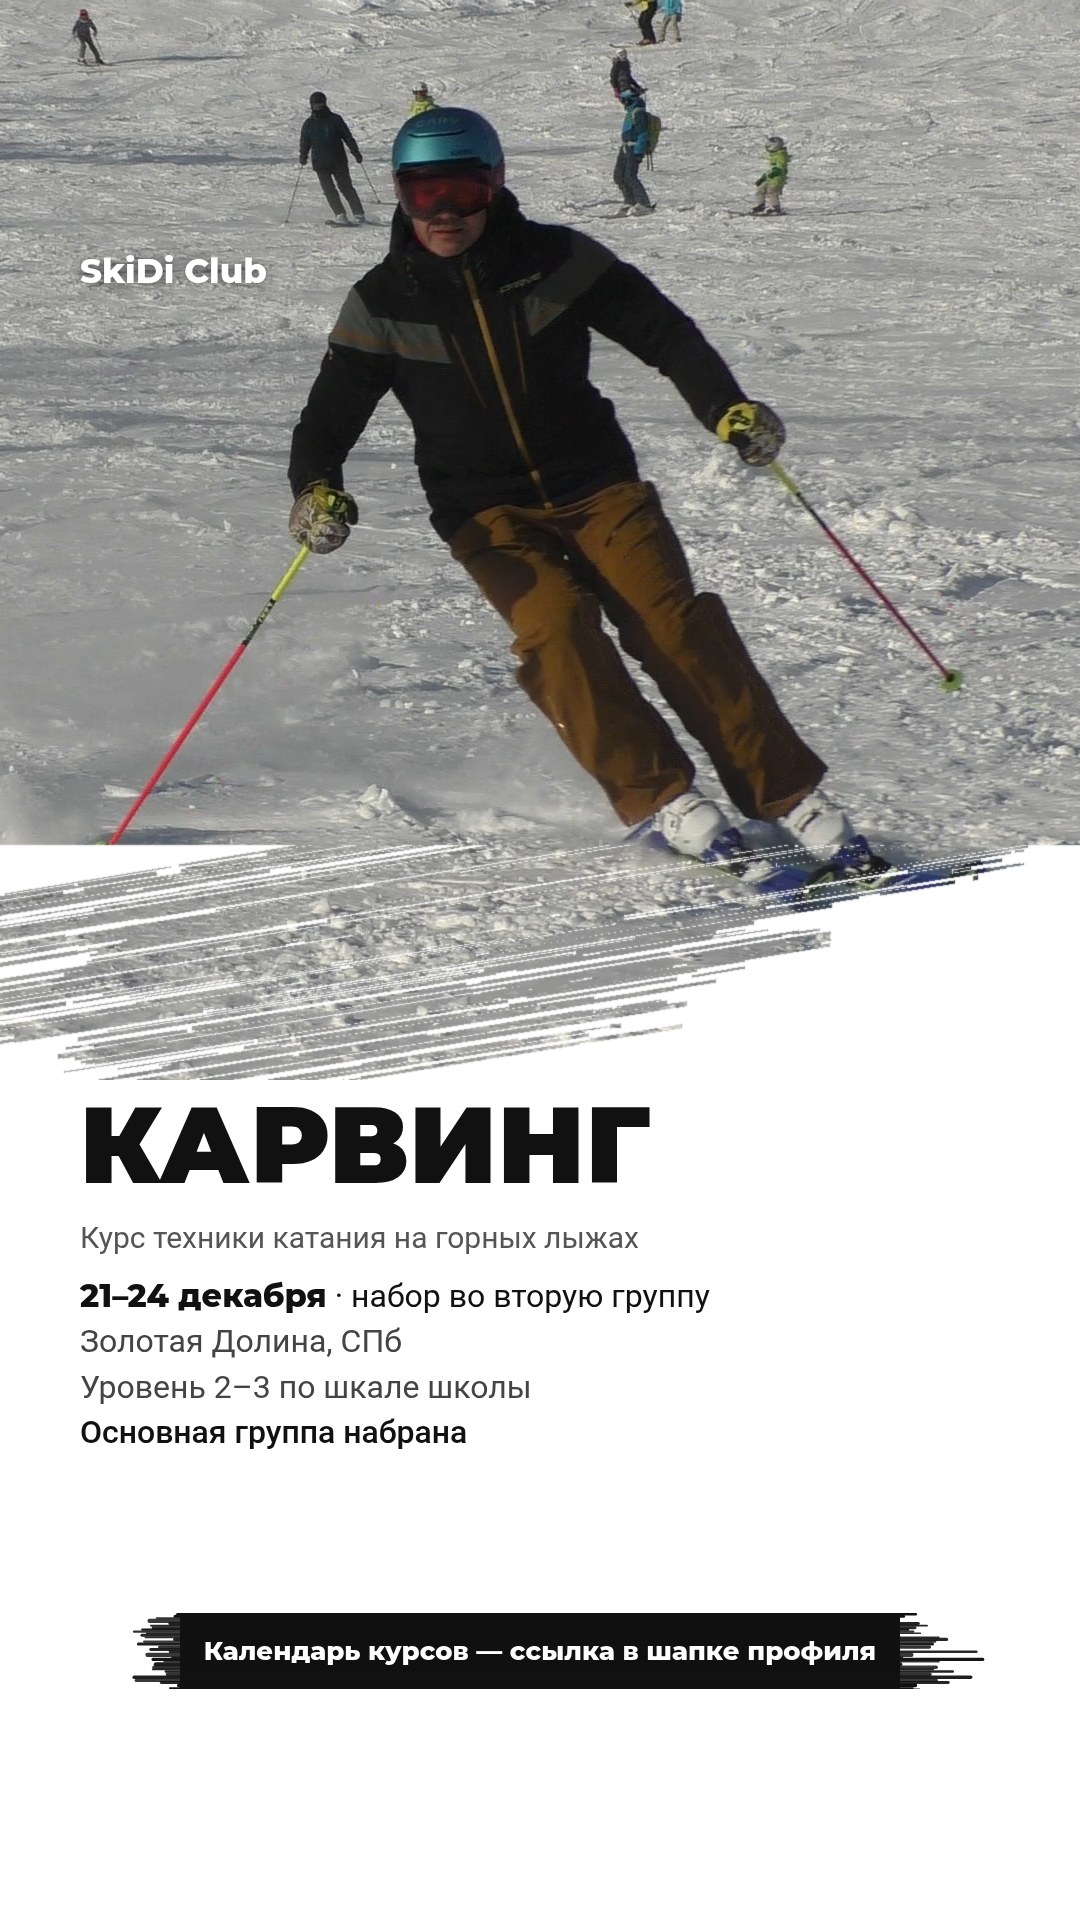 SkiDi Club
КАРВИНГ
Курс техники катания на горных лыжах
21–24 декабря · набор во вторую группу
Золотая Долина, СПб
Уровень 2–3 по шкале школы
Основная группа набрана
Календарь курсов — ссылка в шапке профиля